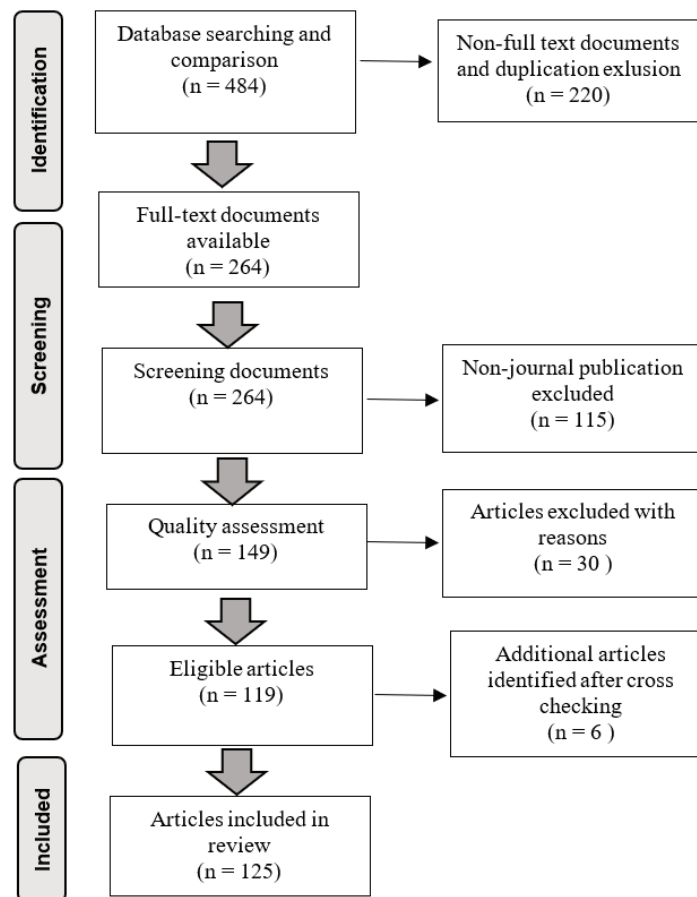 Identification
Database searching and
comparison
(n = 484)
Non-full text documents
and duplication exlusion
(n = 220)
Screening
Full-text documents
available
(n = 264)
Screening documents
(n = 264)
Non-journal publication
excluded
(n = 115)
Assessment
Quality assessment
(n = 149)
Articles excluded with
reasons
(n = 30 )
Eligible articles
(n = 119)
Additional articles
identified after cross
checking
(n = 6 )
Included
Articles included in
review
(n = 125)